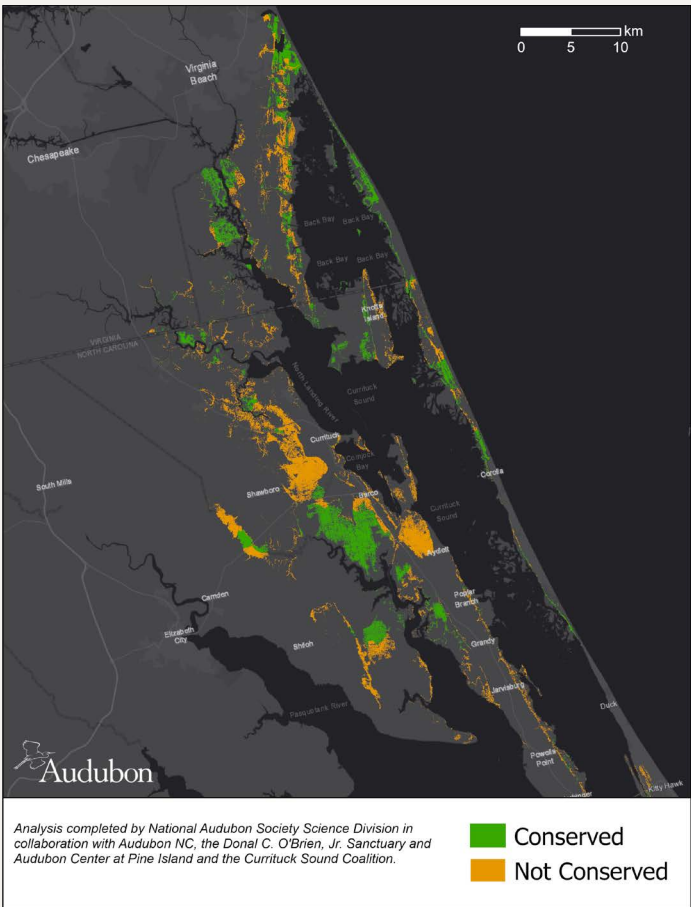 km
0 5 10
Virginia
Beach
Chesapeake
Back Bay
Back Bay
Back Bay
Back Bay
Knotts
Island
VIRGINIA
NORTH CAROLINA
North Landing River
Currituck
Sound
Currituck
Coinjock
Bay
Corolla
South Mills
Shawboro
Barco
Currituck
Sound
Aydlett
Camden
Poplar
Branch
Elizabeth
City
Shiloh
Grandy
Jarvisburg
Pasquotank River
Duck
Powells
Point
Kitty Hawk
Audubon
Analysis completed by National Audubon Society Science Division in
collaboration with Audubon NC, the Donal C. O'Brien, Jr. Sanctuary and
Audubon Center at Pine Island and the Currituck Sound Coalition.
Conserved
Not Conserved